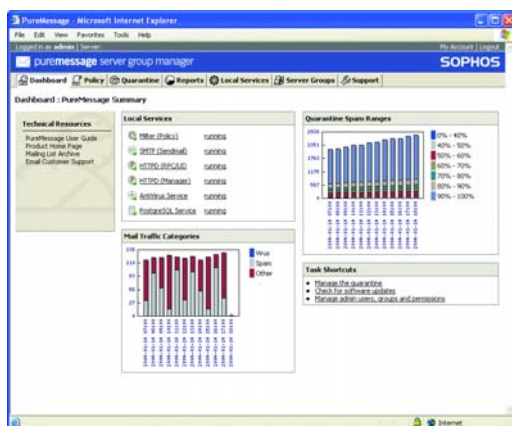 PureMessage - Microsoft Internet Explorer
File Edit View Favorites Tools Help
Logged in as admin | Server:
My Account | Logout
puremessage server group manager
SOPHOS
Dashboard Policy Quarantine Reports Local Services Server Groups Support
Dashboard : PureMessage Summary
Technical Resources
PureMessage User Guide
Product Home Page
Mailing List Archive
Email Customer Support
Local Services
Milter (Policy) running
SMTP (Sendmail) running
HTTPD (RPC/UI) running
HTTPD (Manager) running
AntiVirus Service running
PostgreSQL Service running
Mail Traffic Categories
Virus
Spam
Other
Quarantine Spam Ranges
0% - 40%
40% - 50%
50% - 60%
60% - 70%
70% - 80%
80% - 90%
90% - 100%
Task Shortcuts
Manage the quarantine
Check for software updates
Manage admin users, groups and permissions
Internet